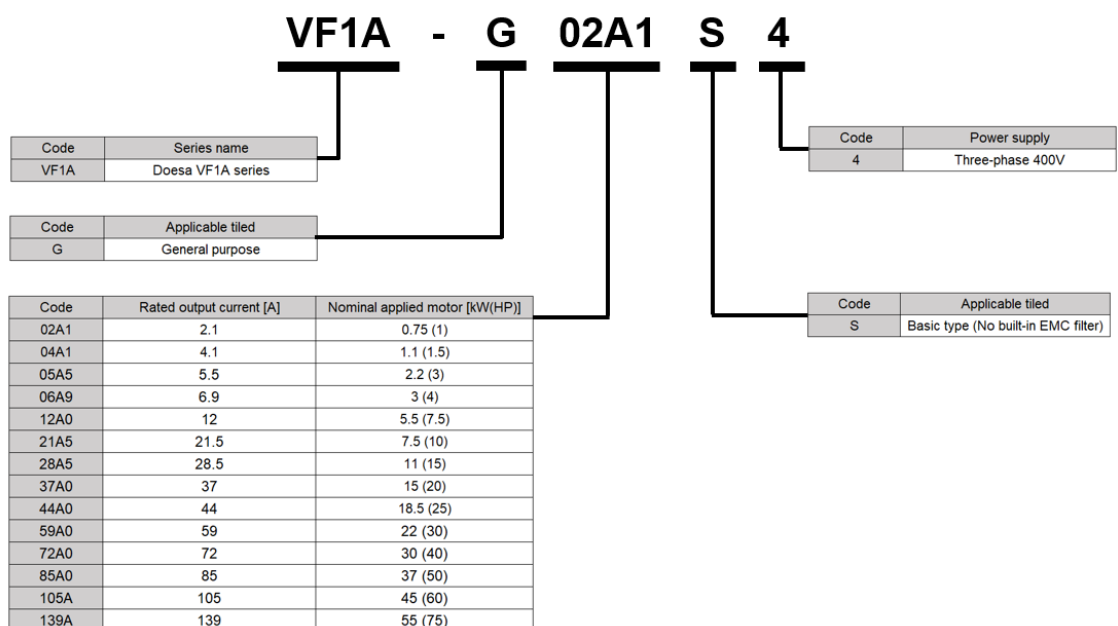 VF1A - G 02A1 S 4
Code Series name
VF1A Doesa VF1A series
Code Power supply
4 Three-phase 400V
Code Applicable tiled
G General purpose
Code Rated output current [A] Nominal applied motor [kW(HP)]
02A1 2.1 0.75 (1)
04A1 4.1 1.1 (1.5)
05A5 5.5 2.2 (3)
06A9 6.9 3 (4)
12A0 12 5.5 (7.5)
21A5 21.5 7.5 (10)
28A5 28.5 11 (15)
37A0 37 15 (20)
44A0 44 18.5 (25)
59A0 59 22 (30)
72A0 72 30 (40)
85A0 85 37 (50)
105A 105 45 (60)
139A 139 55 (75)
Code Applicable tiled
S Basic type (No built-in EMC filter)